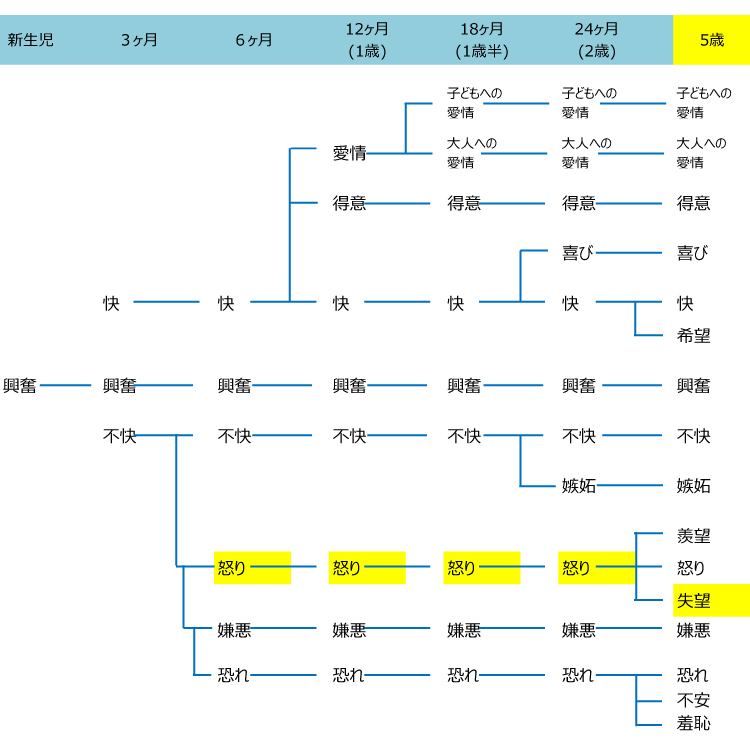 新生児 3ヶ月 6ヶ月 12ヶ月 18ヶ月 24ヶ月 5歳
(1歳) (1歳半) (2歳)
子どもへの 子どもへの 子どもへの
愛情 愛情 愛情
大人への 大人への 大人への
愛情 愛情 愛情 愛情
得意 得意 得意 得意
喜び 喜び
快 快 快 快 快 快
希望
興奮 興奮 興奮 興奮 興奮 興奮 興奮
不快 不快 不快 不快 不快 不快
嫉妬 嫉妬
羨望
怒り 怒り 怒り 怒り 怒り
失望
嫌悪 嫌悪 嫌悪 嫌悪 嫌悪
恐れ 恐れ 恐れ 恐れ 恐れ
不安
羞恥